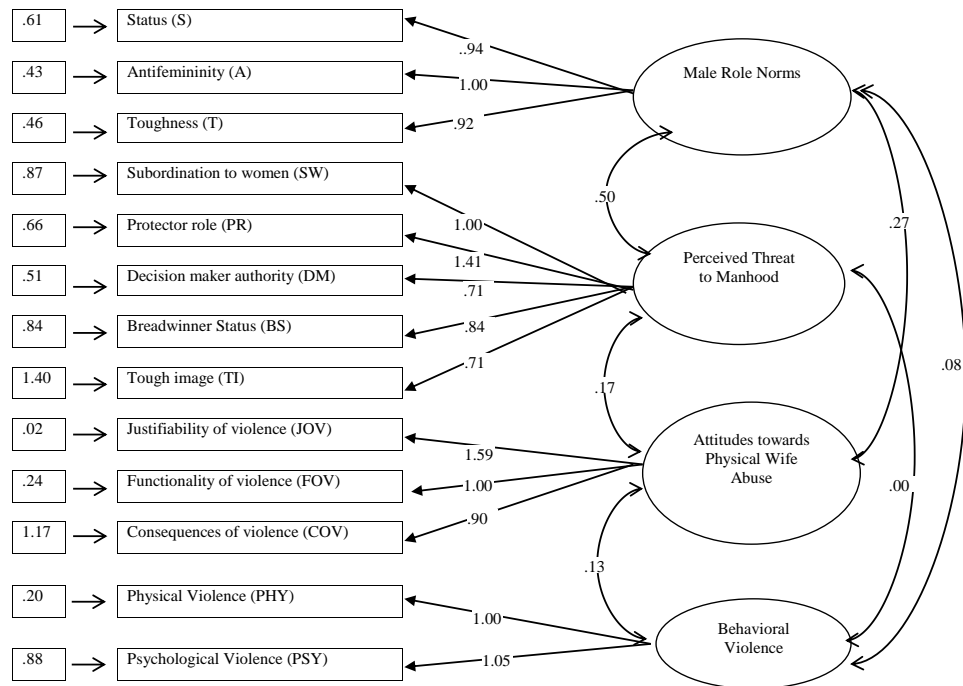 .61 Status (S)
..94
Male Role Norms
.43 Antifemininity (A)
1.00
.46 Toughness (T)
.92
.87 Subordination to women (SW)
.50
.66 Protector role (PR)
1.00
.27
1.41
Perceived Threat
to Manhood
.51 Decision maker authority (DM)
.71
.84 Breadwinner Status (BS)
.84
.71
.08
1.40 Tough image (TI)
.17
.02 Justifiability of violence (JOV)
1.59
Attitudes towards
Physical Wife
Abuse
.24 Functionality of violence (FOV)
1.00
.00
.90
1.17 Consequences of violence (COV)
.13
.20 Physical Violence (PHY)
1.00
Behavioral
Violence
.88 Psychological Violence (PSY)
1.05